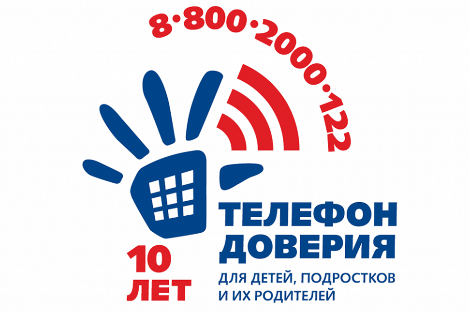 8·800·2000·122
ТЕЛЕФОН
ДОВЕРИЯ
ДЛЯ ДЕТЕЙ, ПОДРОСТКОВ
И ИХ РОДИТЕЛЕЙ
10
ЛЕТ